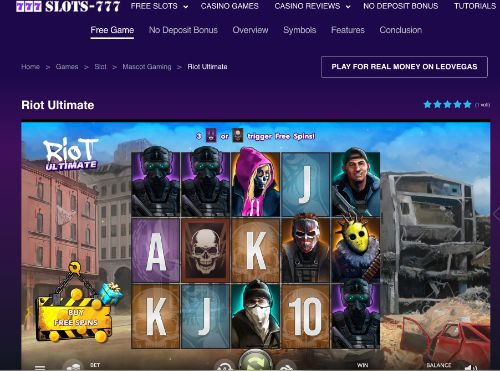 777 SLOTS-777 FREE SLOTS CASINO GAMES CASINO REVIEWS NO DEPOSIT BONUS TUTORIALS
Free Game No Deposit Bonus Overview Symbols Features Conclusion
Home > Games > Slot > Mascot Gaming > Riot Ultimate
PLAY FOR REAL MONEY ON LEOVEGAS
Riot Ultimate
(1 vote)
3 or trigger Free Spins!
RiOT
ULTIMATE
J
A K
K J 10
BUY
FREE SPINS
BET WIN BALANCE